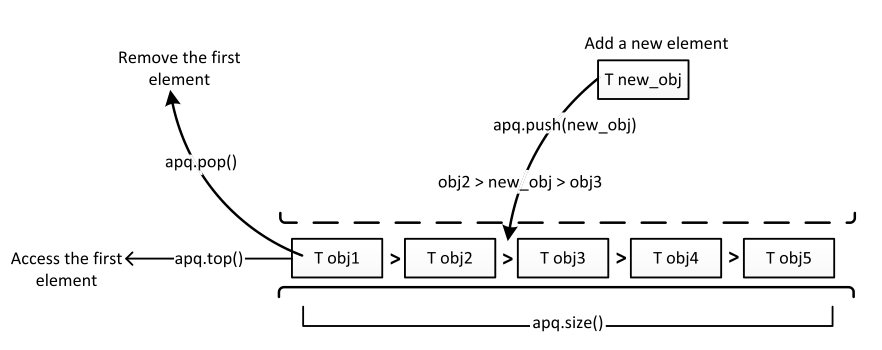 Remove the first
element
Add a new element
T new_obj
apq.push(new_obj)
apq.pop()
obj2 > new_obj > obj3
Access the first
element
apq.top()
T obj1 > T obj2 > T obj3 > T obj4 > T obj5
apq.size()